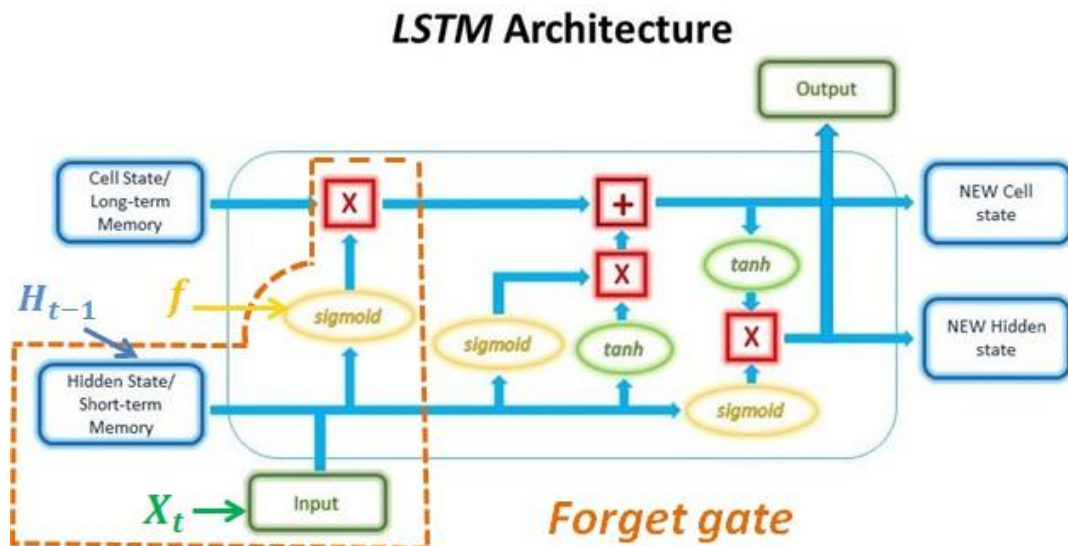 LSTM Architecture
Output
Cell State/
Long-term
Memory
X
+
NEW Cell
state
tanh
X
H_{t-1}
f
sigmoid
sigmoid
tanh
X
NEW Hidden
state
Hidden State/
Short-term
Memory
sigmoid
X_t
Input
Forget gate